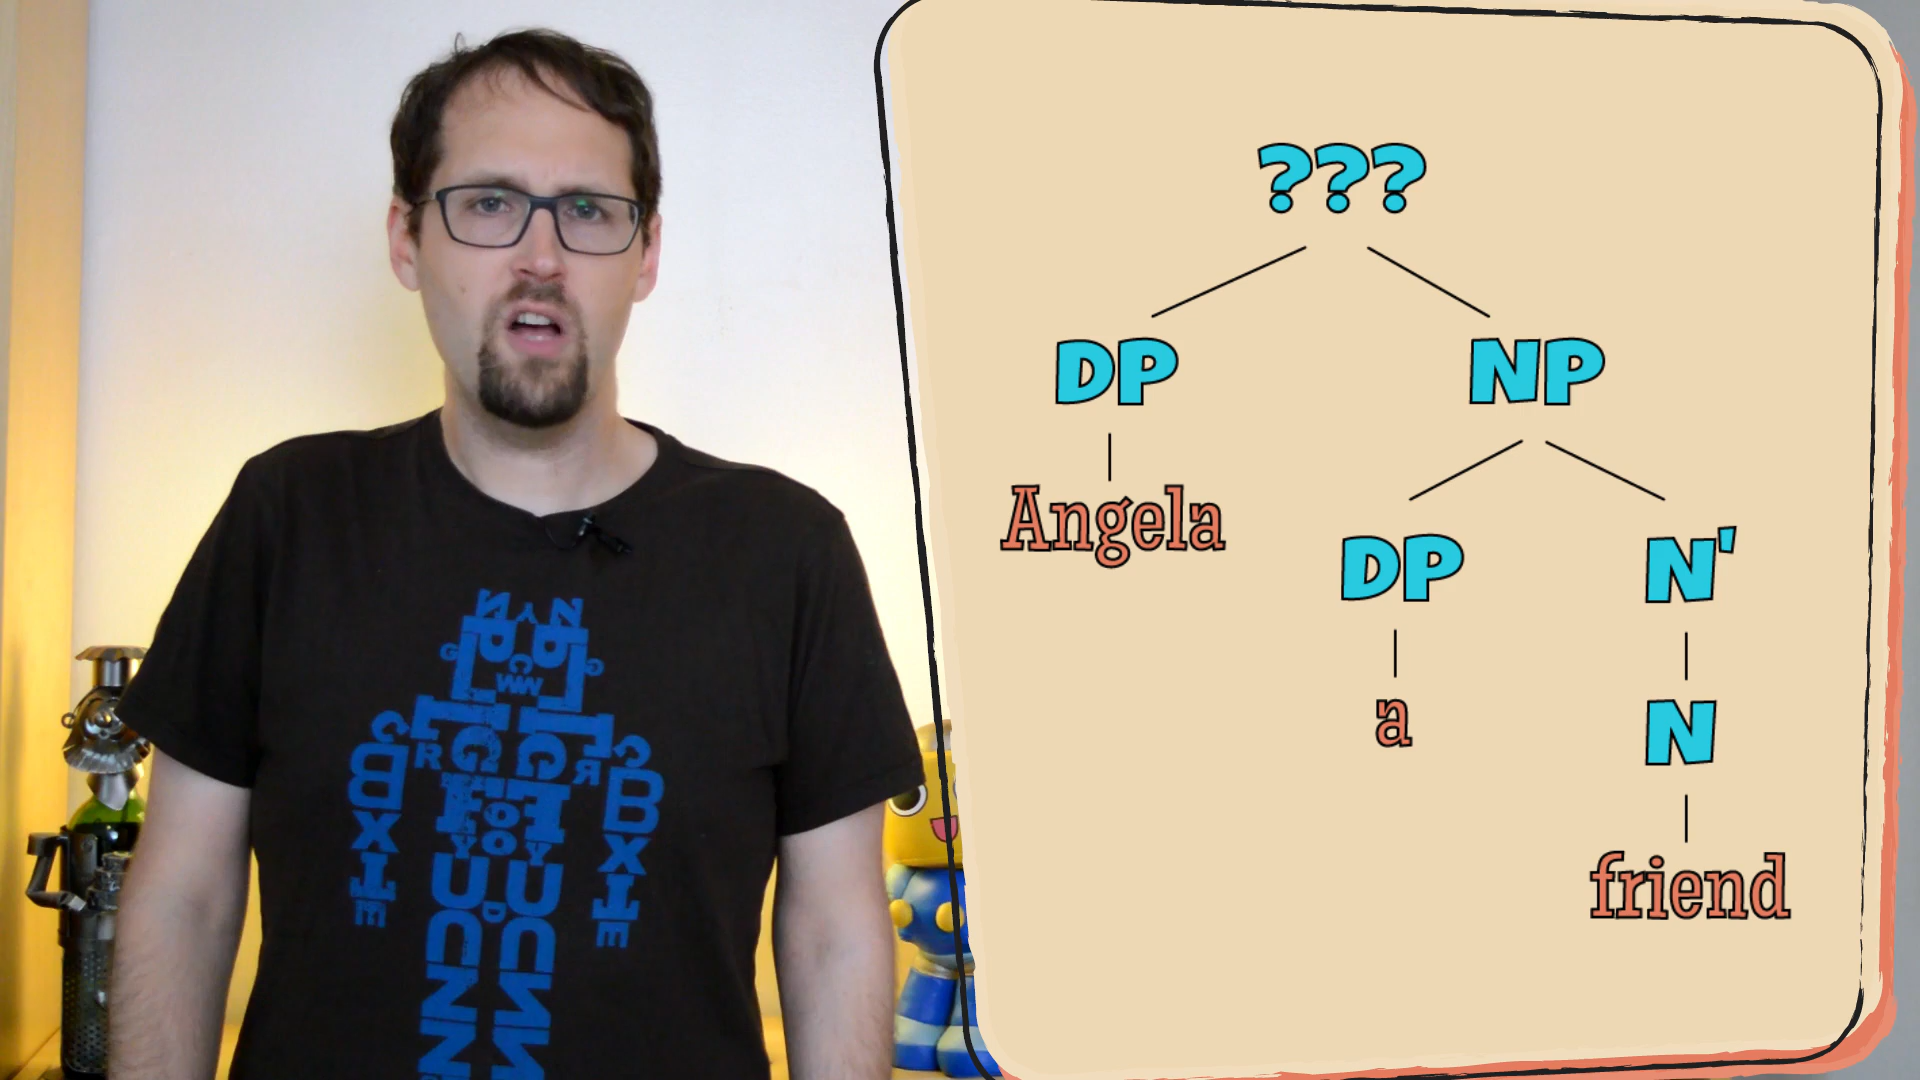 ???
DP NP
Angela
DP N'
a N
friend